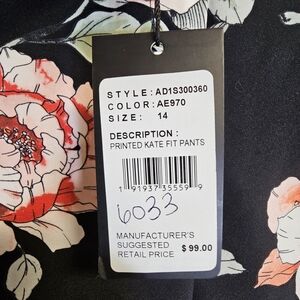 STYLE: AD1S300360
COLOR: AE970
SIZE: 14
DESCRIPTION :
PRINTED KATE FIT PANTS
1 91937 35559 9
6033
MANUFACTURER'S
SUGGESTED
RETAIL PRICE $ 99.00